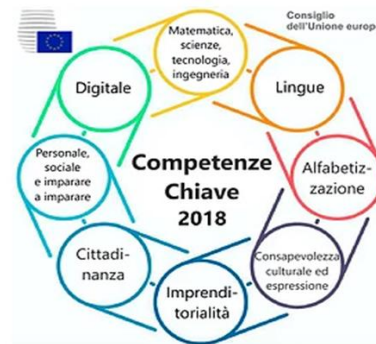 Consiglio
dell'Unione europ
Matematica,
scienze,
tecnologia,
ingegneria
Digitale
Lingue
Personale,
sociale
e imparare
a imparare
Competenze
Chiave
2018
Alfabetiz-
zazione
Cittadi-
nanza
Consapevolezza
culturale ed
espressione
Imprendi-
torialità